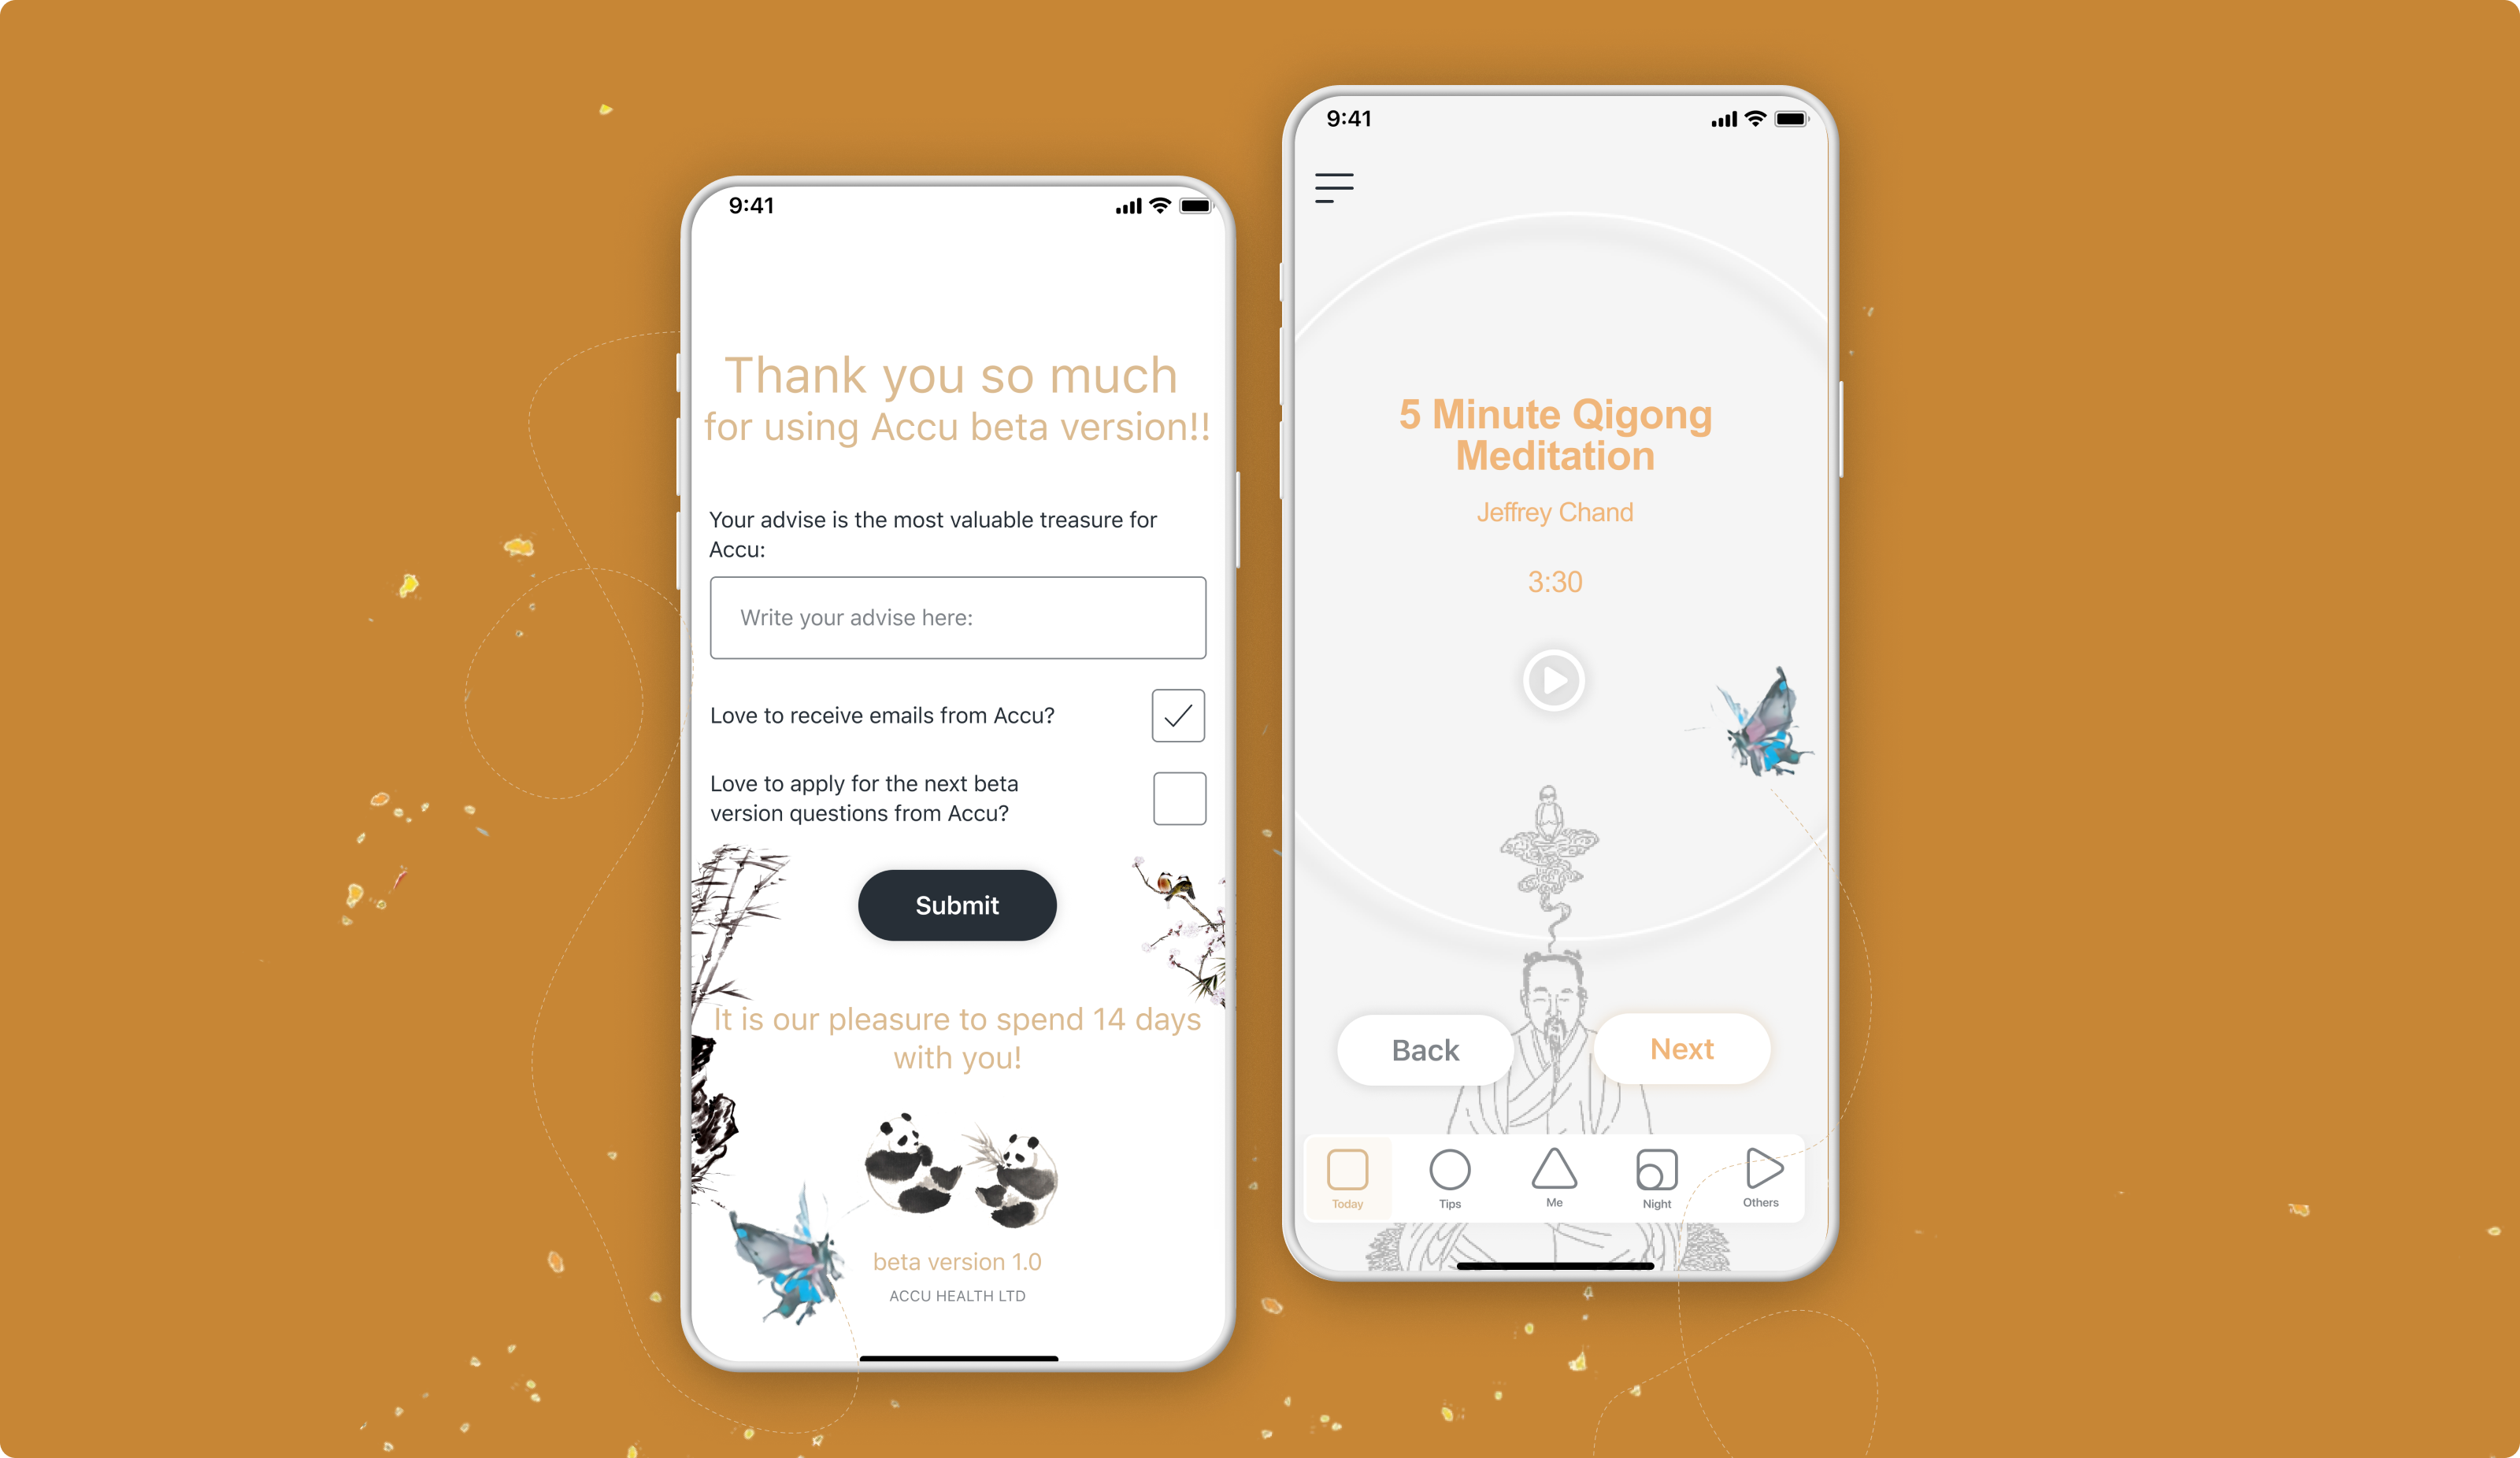 9:41
Thank you so much
for using Accu beta version!!
Your advise is the most valuable treasure for
Accu:
Write your advise here:
Love to receive emails from Accu?
Love to apply for the next beta
version questions from Accu?
Submit
It is our pleasure to spend 14 days
with you!
beta version 1.0
ACCU HEALTH LTD
9:41
5 Minute Qigong
Meditation
Jeffrey Chand
3:30
Back
Next
Today
Tips
Me
Night
Others